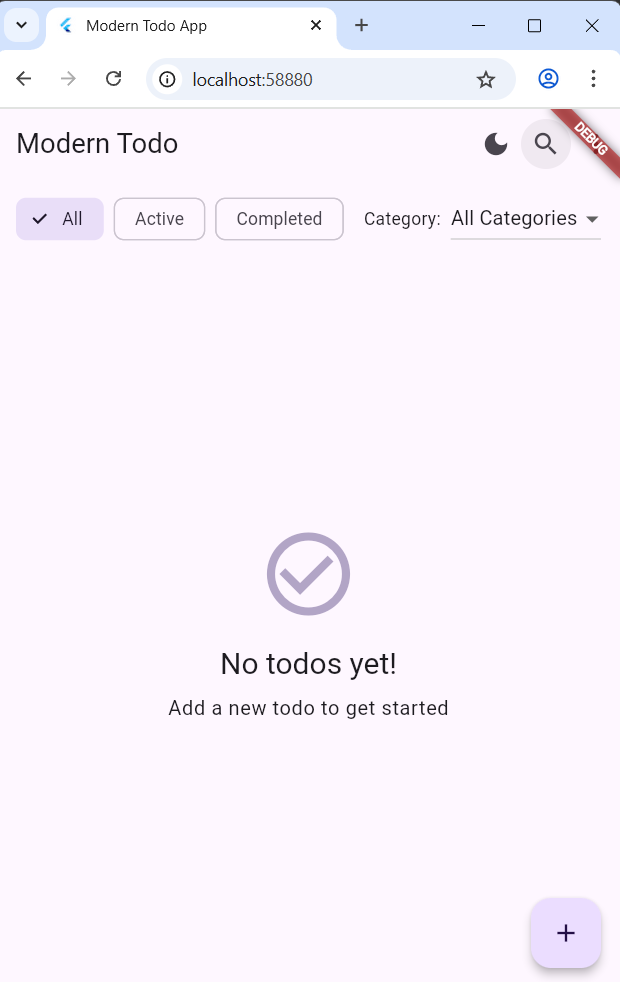 Modern Todo App
localhost:58880
Modern Todo
DEBUG
All Active Completed Category: All Categories
No todos yet!
Add a new todo to get started